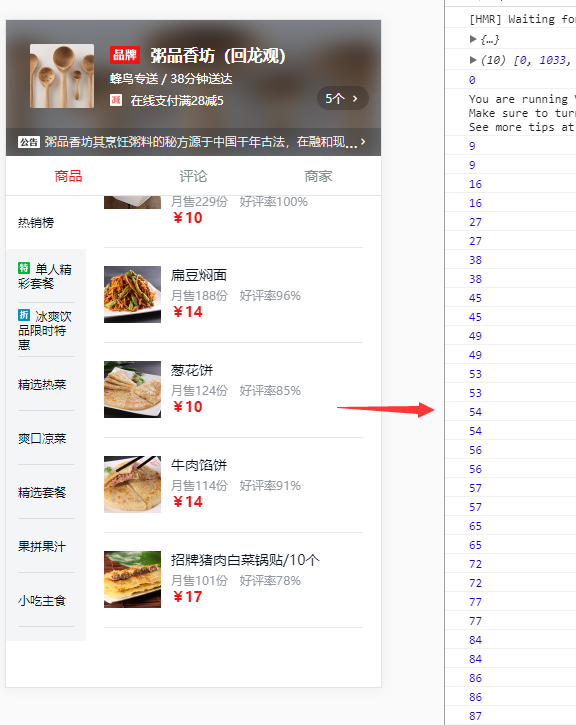 品牌 粥品香坊（回龙观）
蜂鸟专送 / 38分钟送达
减 在线支付满28减5
5个 >
公告 粥品香坊其烹饪粥料的秘方源于中国千年古法，在融和现... >
商品 评论 商家
热销榜
特 单人精
彩套餐
折 冰爽饮
品限时特
惠
精选热菜
爽口凉菜
精选套餐
果拼果汁
小吃主食
月售229份 好评率100%
￥10
扁豆焖面
月售188份 好评率96%
￥14
葱花饼
月售124份 好评率85%
￥10
牛肉馅饼
月售114份 好评率91%
￥14
招牌猪肉白菜锅贴/10个
月售101份 好评率78%
￥17
[HMR] Waiting for
{…}
(10) [0, 1033,
0
You are running
Make sure to turn
See more tips at
9
9
16
16
27
27
38
38
45
45
49
49
53
53
54
54
56
56
57
57
65
65
72
72
77
77
84
84
86
86
87